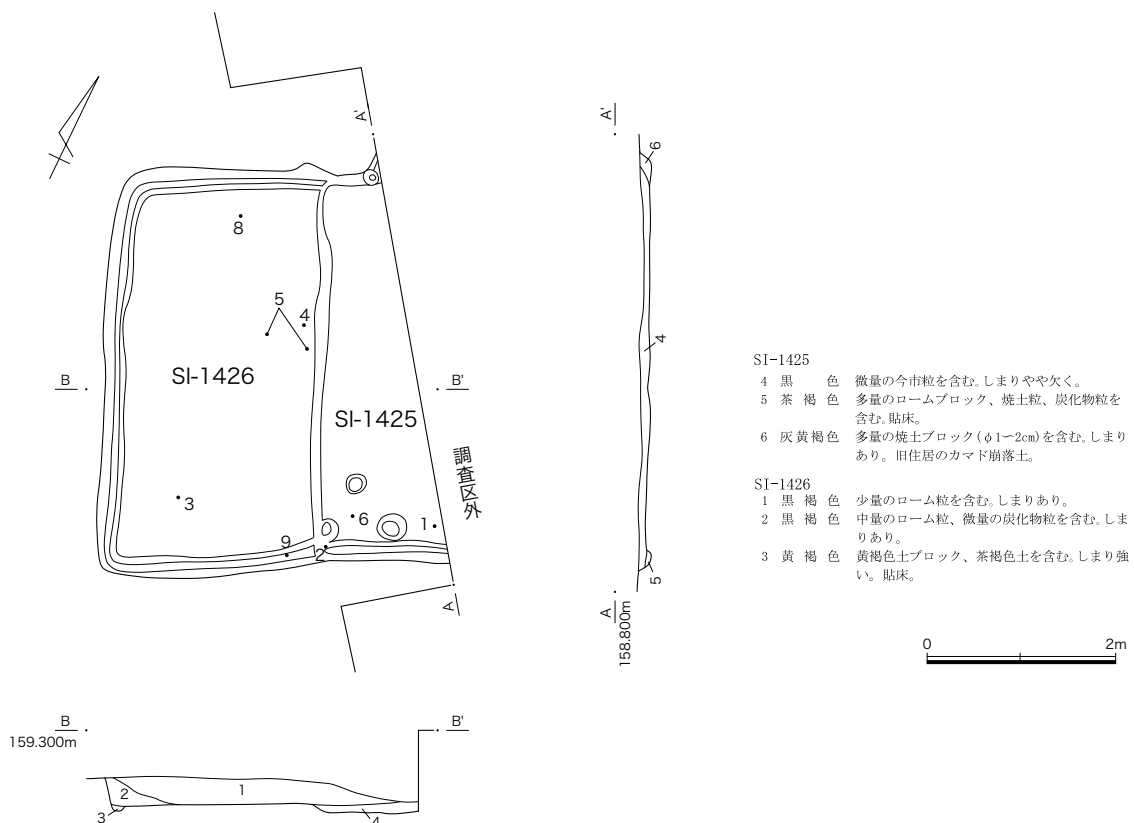 A'
8
5
4
SI-1426
SI-1425
B
B'
調査区外
3
6
1
9
2
A
A'
6
4
5
A
158.800m
SI-1425
4 黒 色 微量の今市粒を含む。しまりやや欠く。
5 茶褐色 多量のロームブロック、焼土粒、炭化物粒を
含む。貼床。
6 灰黄褐色 多量の焼土ブロック(φ1〜2cm)を含む。しまり
あり。旧住居のカマド崩落土。
SI-1426
1 黒褐色 少量のローム粒を含む。しまりあり。
2 黒褐色 中量のローム粒、微量の炭化物粒を含む。しま
りあり。
3 黄褐色 黄褐色土ブロック、茶褐色土を含む。しまり強
い。貼床。
0 2m
B
B'
159.300m
2
1
3
4